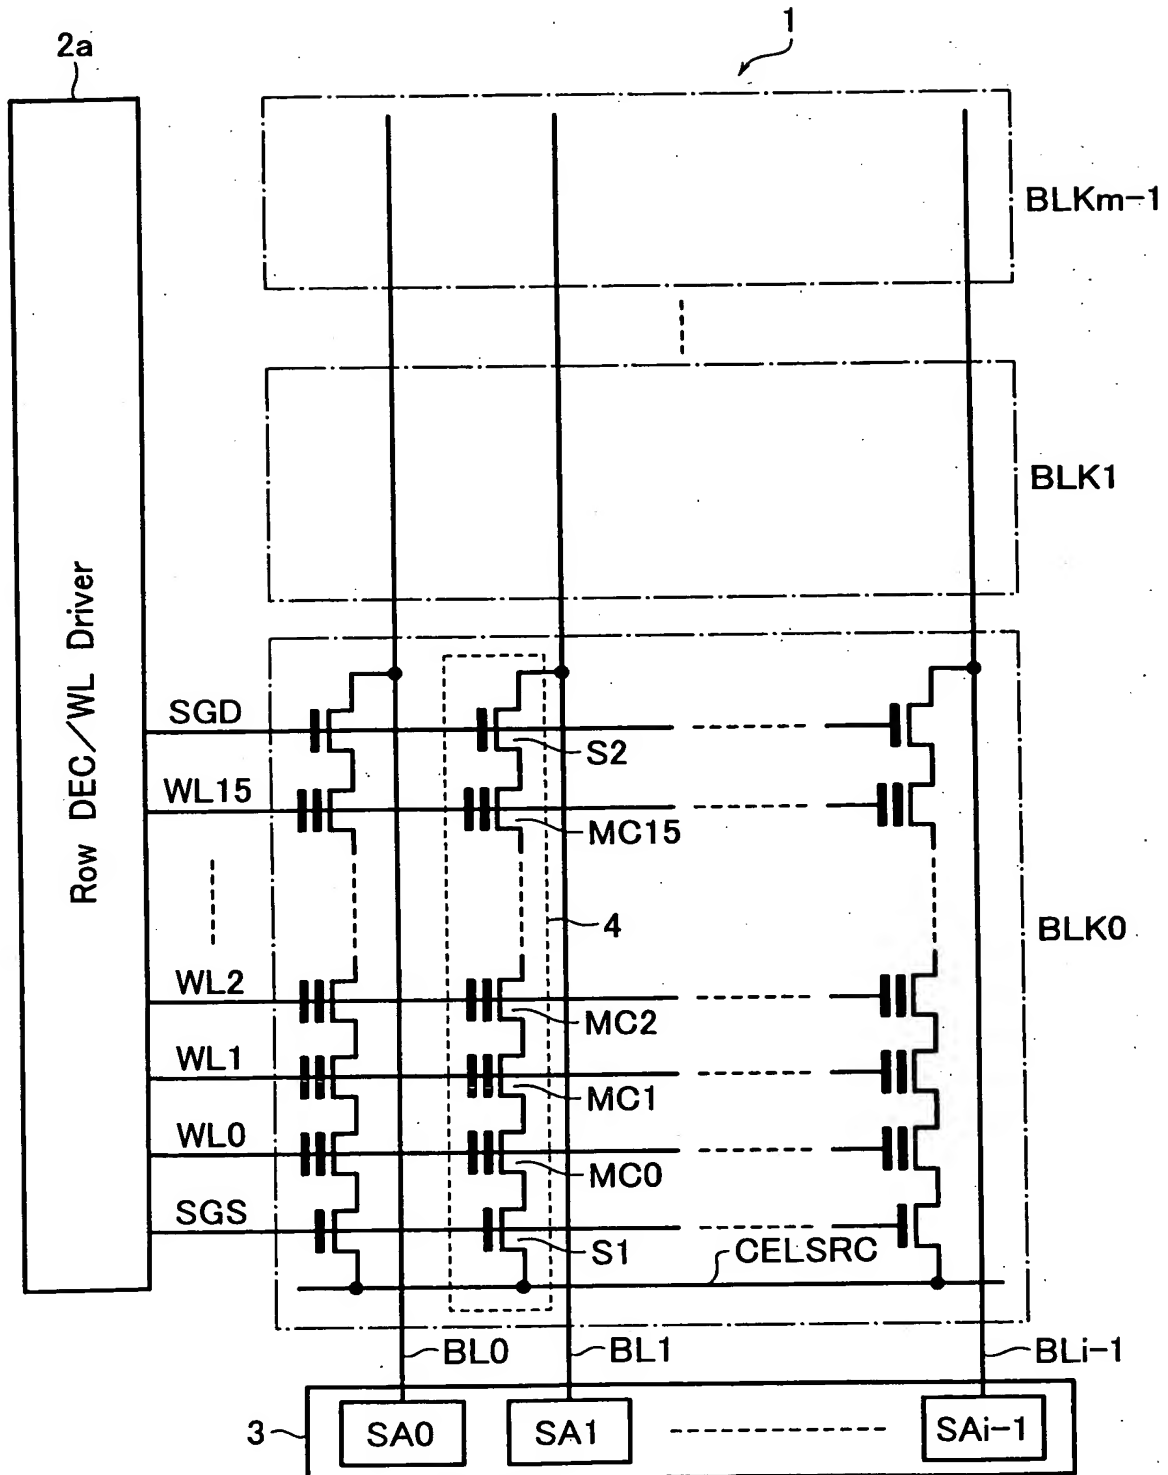 1
2a
BLKm-1
BLK1
Row DEC/WL Driver
SGD
S2
WL15
MC15
4
BLK0
WL2
MC2
WL1
MC1
WL0
MC0
SGS
S1
CELSRC
BL0
BL1
BLi-1
3
SA0
SA1
SAi-1